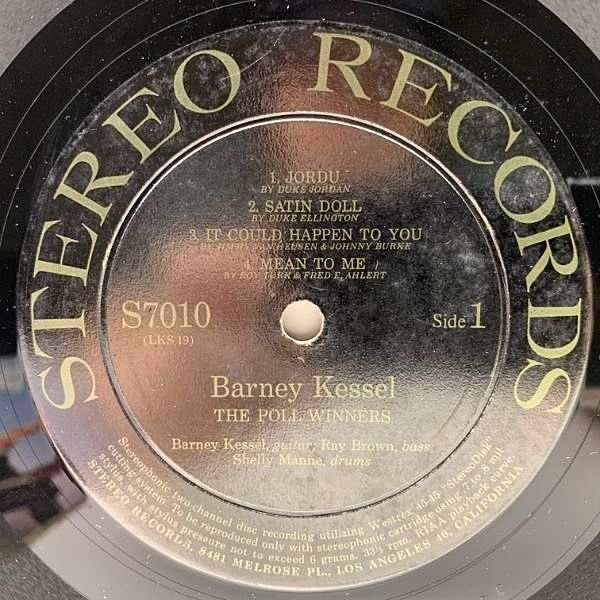 STEREO RECORDS
1. JORDU
BY DUKE JORDAN
2. SATIN DOLL
BY DUKE ELLINGTON
3. IT COULD HAPPEN TO YOU
BY JIMMY VAN HEUSEN & JOHNNY BURKE
4. MEAN TO ME
BY ROY TURK & FRED E. AHLERT
S7010
(LKS 19)
Side 1
Barney Kessel
THE POLL WINNERS
Barney Kessel, guitar; Ray Brown, bass;
Shelly Manne, drums
Stereophonic two-channel disc recording utilizing Westrex 45-45 "StereoDisk"
cutting system. To be reproduced only with stereophonic cartridge using .7 to .8 mil
stylus, with stylus pressure not to exceed 6 grams. 33⅓ rpm. RIAA playback curve.
STEREO RECORDS, 8481 MELROSE PL., LOS ANGELES 46, CALIFORNIA